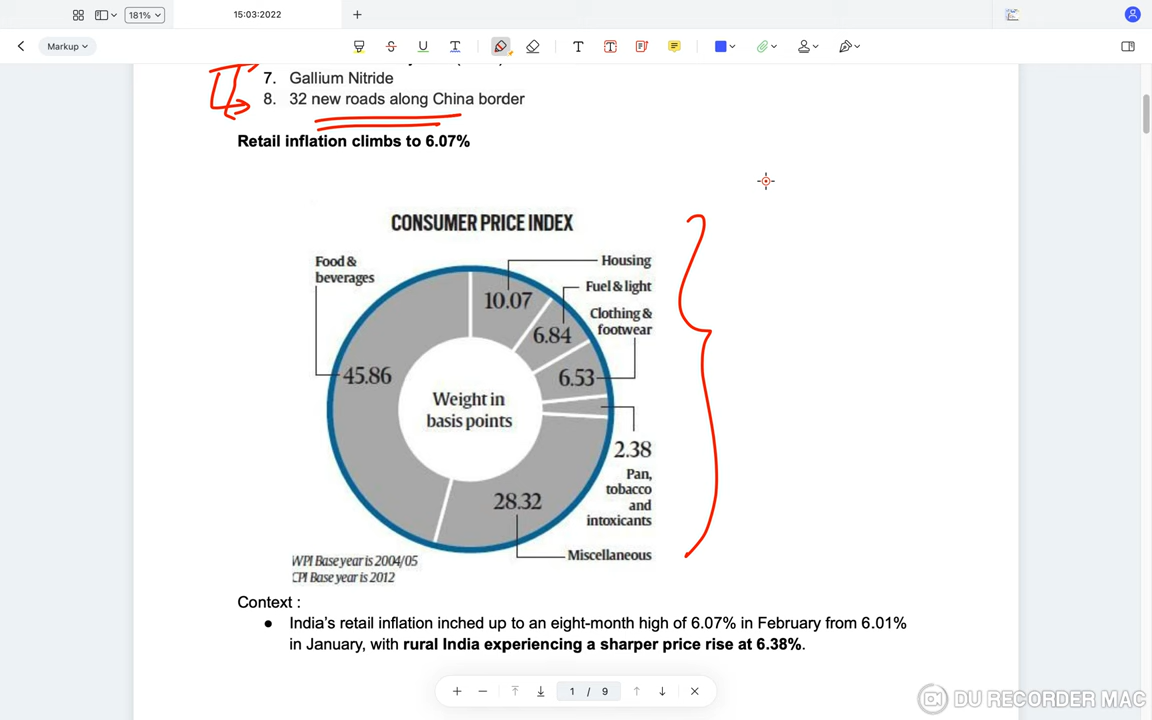 181%
15:03:2022
Markup
7. Gallium Nitride
8. 32 new roads along China border
Retail inflation climbs to 6.07%
CONSUMER PRICE INDEX
Food &
beverages
Housing
Fuel & light
Clothing &
footwear
10.07
6.84
6.53
45.86
Weight in
basis points
2.38
Pan,
tobacco
and
intoxicants
28.32
Miscellaneous
WPI Base year is 2004/05
CPI Base year is 2012
Context :
● India's retail inflation inched up to an eight-month high of 6.07% in February from 6.01%
in January, with rural India experiencing a sharper price rise at 6.38%.
1 / 9
DU RECORDER MAC